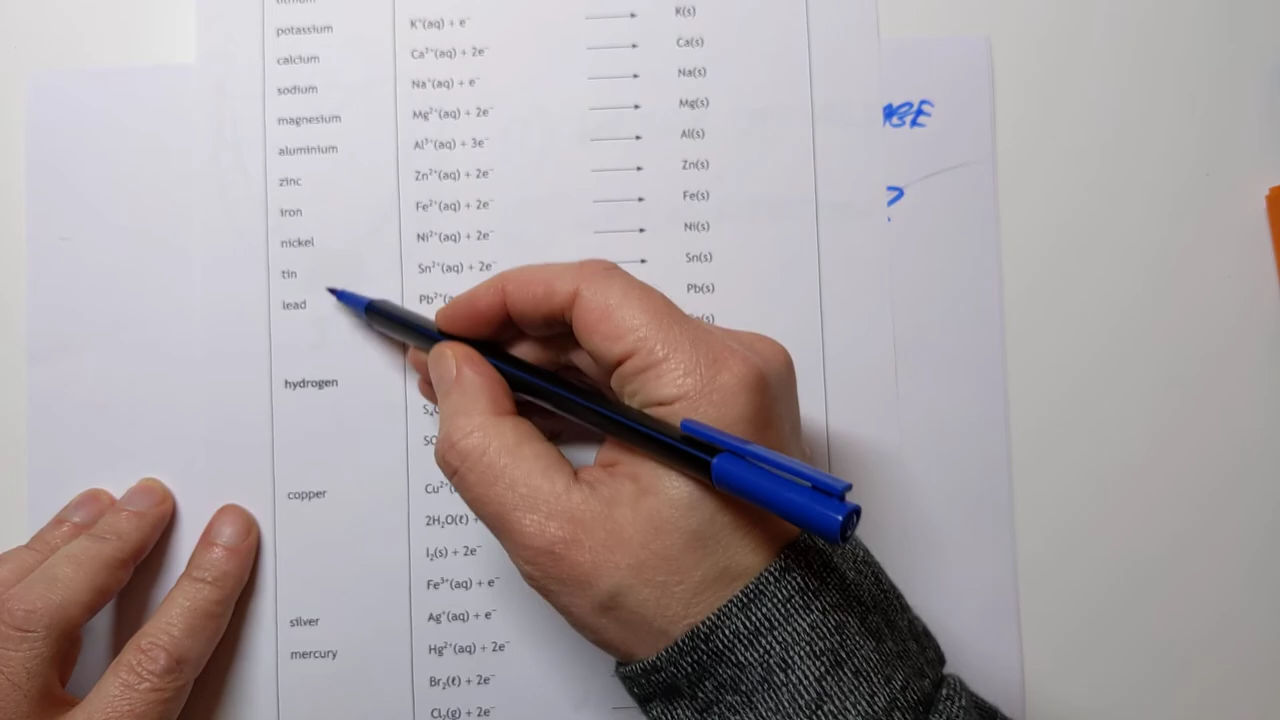 potassium K⁺(aq) + e⁻ → K(s)
calcium Ca²⁺(aq) + 2e⁻ → Ca(s)
sodium Na⁺(aq) + e⁻ → Na(s)
magnesium Mg²⁺(aq) + 2e⁻ → Mg(s)
aluminium Al³⁺(aq) + 3e⁻ → Al(s)
zinc Zn²⁺(aq) + 2e⁻ → Zn(s)
iron Fe²⁺(aq) + 2e⁻ → Fe(s)
nickel Ni²⁺(aq) + 2e⁻ → Ni(s)
tin Sn²⁺(aq) + 2e⁻ → Sn(s)
lead Pb²⁺(a Pb(s)
hydrogen
copper Cu²⁺(
2H₂O(ℓ) +
I₂(s) + 2e⁻
Fe³⁺(aq) + e⁻
silver Ag⁺(aq) + e⁻
mercury Hg²⁺(aq) + 2e⁻
Br₂(ℓ) + 2e⁻
Cl₂(g) + 2e⁻
?